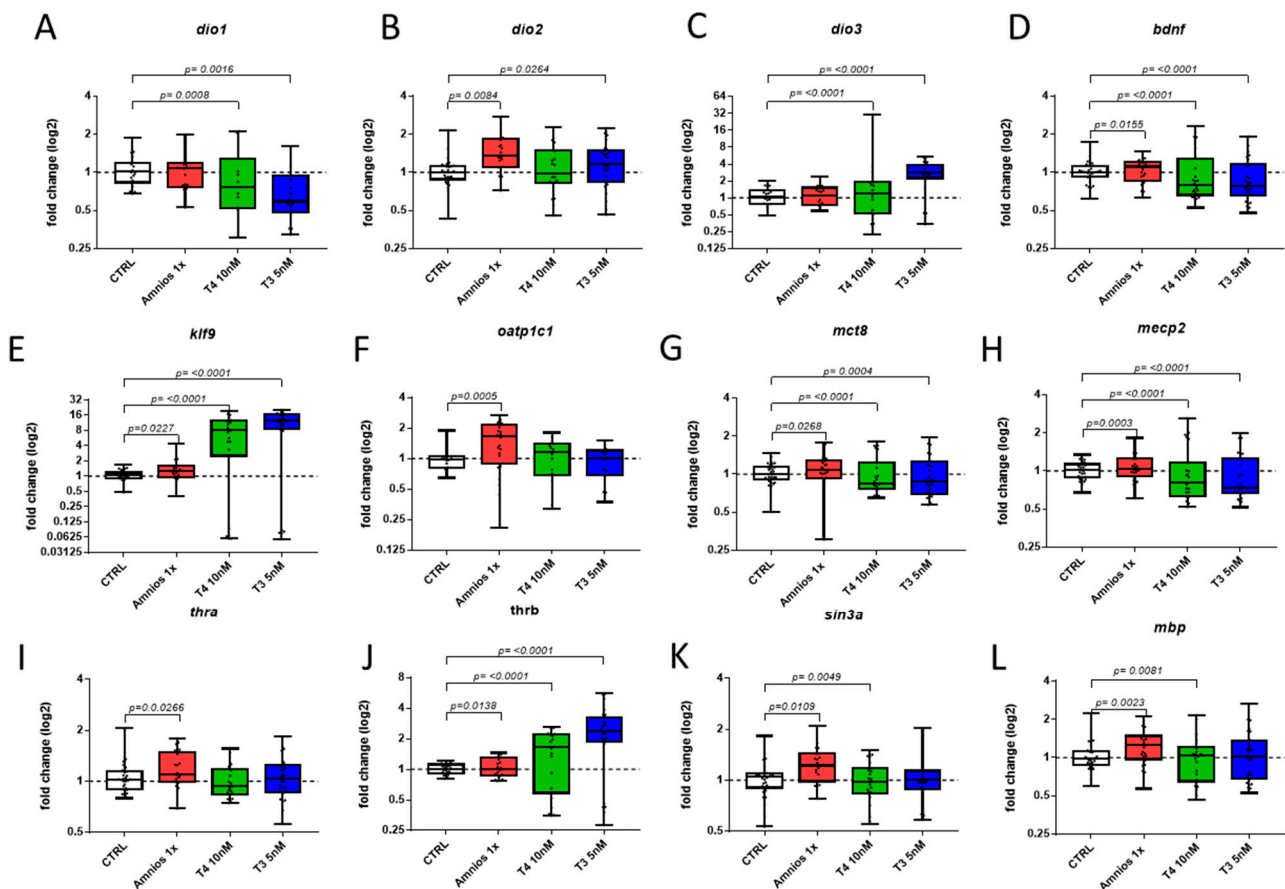 A
dio1
p= 0.0016
p= 0.0008
fold change (log2)
4
2
1
0.5
0.25
CTRL
Amnios 1x
T4 10nM
T3 5nM
B
dio2
p= 0.0264
p= 0.0084
fold change (log2)
4
2
1
0.5
0.25
CTRL
Amnios 1x
T4 10nM
T3 5nM
C
dio3
p= <0.0001
p= <0.0001
fold change (log2)
64
32
16
8
4
2
1
0.5
0.25
0.125
CTRL
Amnios 1x
T4 10nM
T3 5nM
D
bdnf
p= <0.0001
p= <0.0001
p= 0.0155
fold change (log2)
4
2
1
0.5
0.25
CTRL
Amnios 1x
T4 10nM
T3 5nM
E
klf9
p= <0.0001
p= <0.0001
p= 0.0227
fold change (log2)
16
8
4
2
1
0.5
0.25
0.125
0.0625
0.03125
CTRL
Amnios 1x
T4 10nM
T3 5nM
F
oatp1c1
p= 0.0005
fold change (log2)
4
2
1
0.5
0.25
0.125
CTRL
Amnios 1x
T4 10nM
T3 5nM
G
mct8
p= 0.0004
p= <0.0001
p= 0.0268
fold change (log2)
4
2
1
0.5
0.25
CTRL
Amnios 1x
T4 10nM
T3 5nM
H
mecp2
p= <0.0001
p= <0.0001
p= 0.0003
fold change (log2)
4
2
1
0.5
0.25
CTRL
Amnios 1x
T4 10nM
T3 5nM
I
thra
p=0.0.0266
fold change (log2)
4
2
1
0.5
CTRL
Amnios 1x
T4 10nM
T3 5nM
J
thrb
p= <0.0001
p= <0.0001
p=0.0138
fold change (log2)
8
4
2
1
0.5
0.25
CTRL
Amnios 1x
T4 10nM
T3 5nM
K
sin3a
p= 0.0049
p=0.0109
fold change (log2)
4
2
1
0.5
CTRL
Amnios 1x
T4 10nM
T3 5nM
L
mbp
p= 0.0081
p= 0.0023
fold change (log2)
4
2
1
0.5
0.25
CTRL
Amnios 1x
T4 10nM
T3 5nM